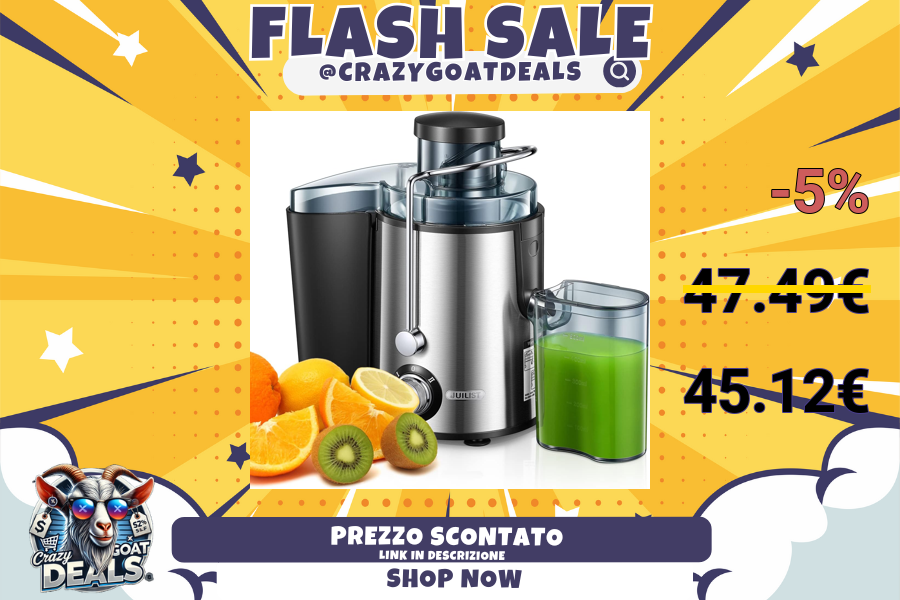 FLASH SALE
@CRAZYGOATDEALS
-5%
47.49€
45.12€
JUILIST
$
52%
Crazy
GOAT
DEALS
PREZZO SCONTATO
LINK IN DESCRIZIONE
SHOP NOW